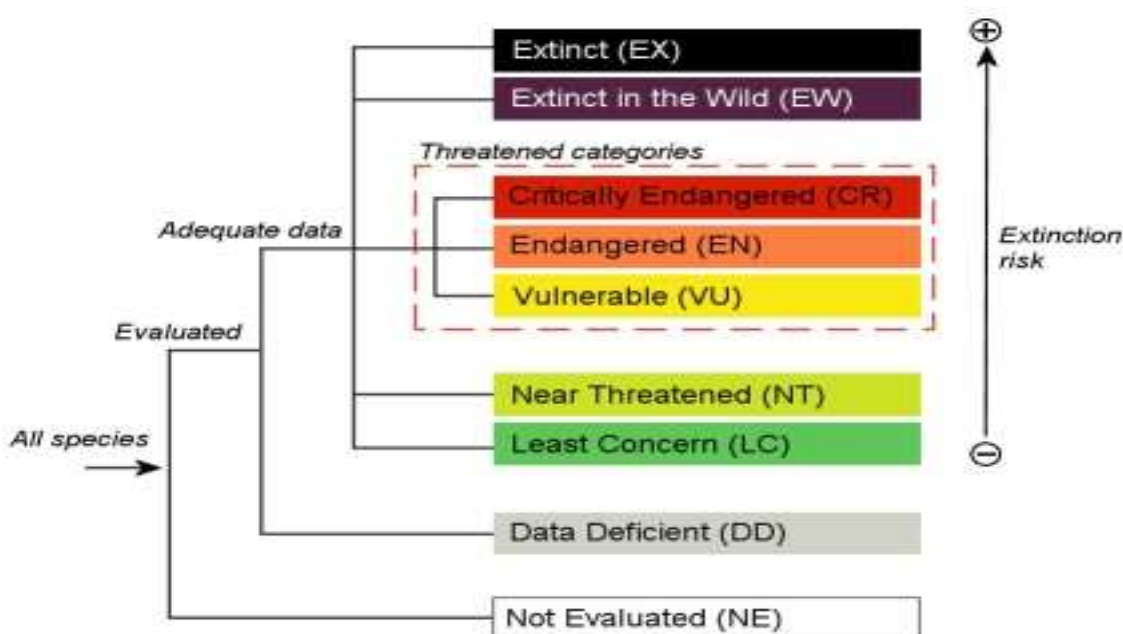 Extinct (EX)
Extinct in the Wild (EW)
Threatened categories
Critically Endangered (CR)
Adequate data
Endangered (EN)
Extinction
risk
Vulnerable (VU)
Evaluated
Near Threatened (NT)
All species
Least Concern (LC)
Data Deficient (DD)
Not Evaluated (NE)